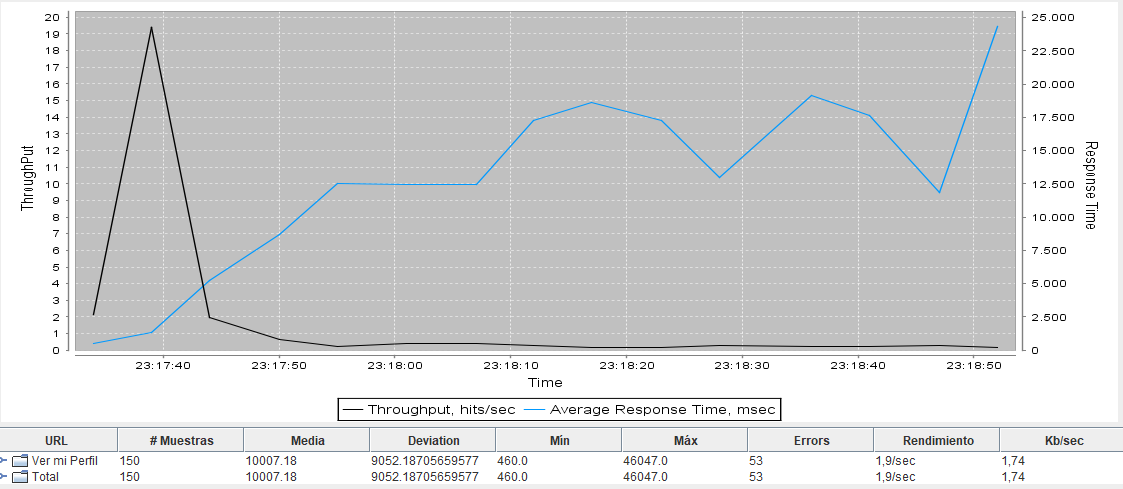 20 25.000
19
18 22.500
17
16 20.000
15
14 17.500
13
12 15.000
11
10 12.500
9
8 10.000
7
6 7.500
5
4 5.000
3
2 2.500
1
0 0
ThroughPut
Response Time
23:17:40 23:17:50 23:18:00 23:18:10 23:18:20 23:18:30 23:18:40 23:18:50
Time
Throughput, hits/sec Average Response Time, msec
URL # Muestras Media Deviation Mín Máx Errors Rendimiento Kb/sec
Ver mi Perfil 150 10007.18 9052.18705659577 460.0 46047.0 53 1,9/sec 1,74
Total 150 10007.18 9052.18705659577 460.0 46047.0 53 1,9/sec 1,74